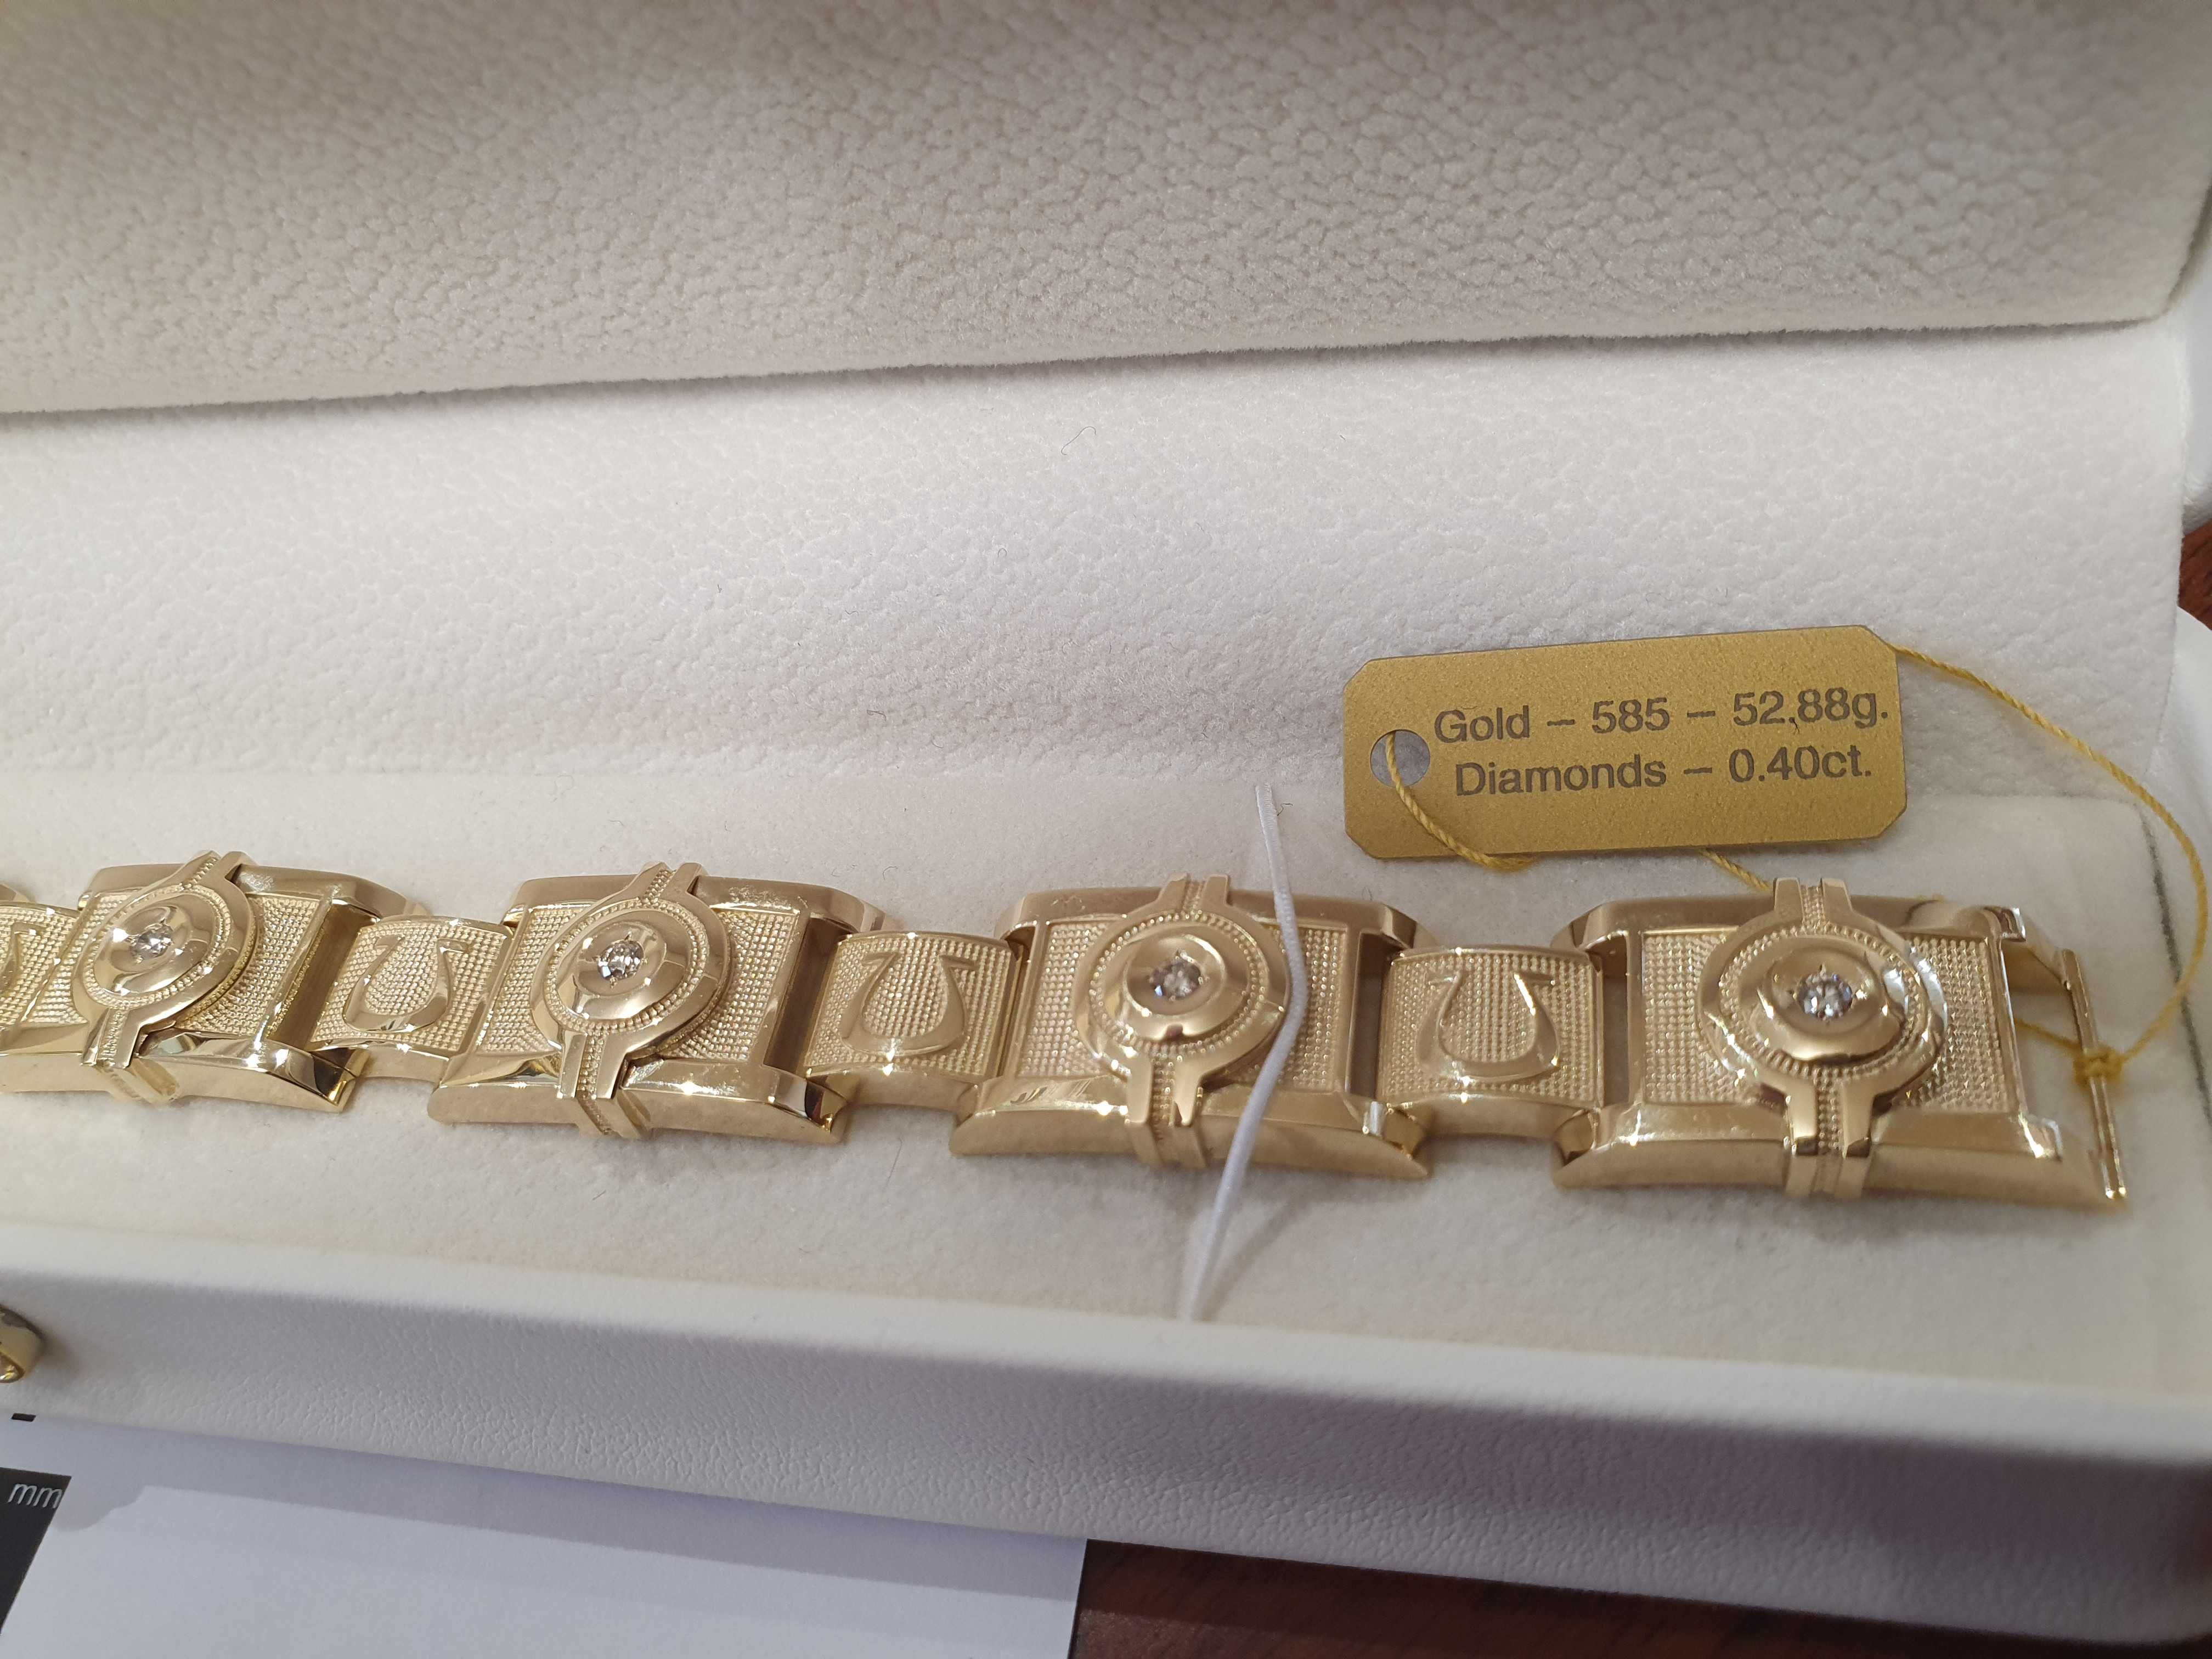 Gold – 585 – 52,88g.
Diamonds – 0.40ct.
mm